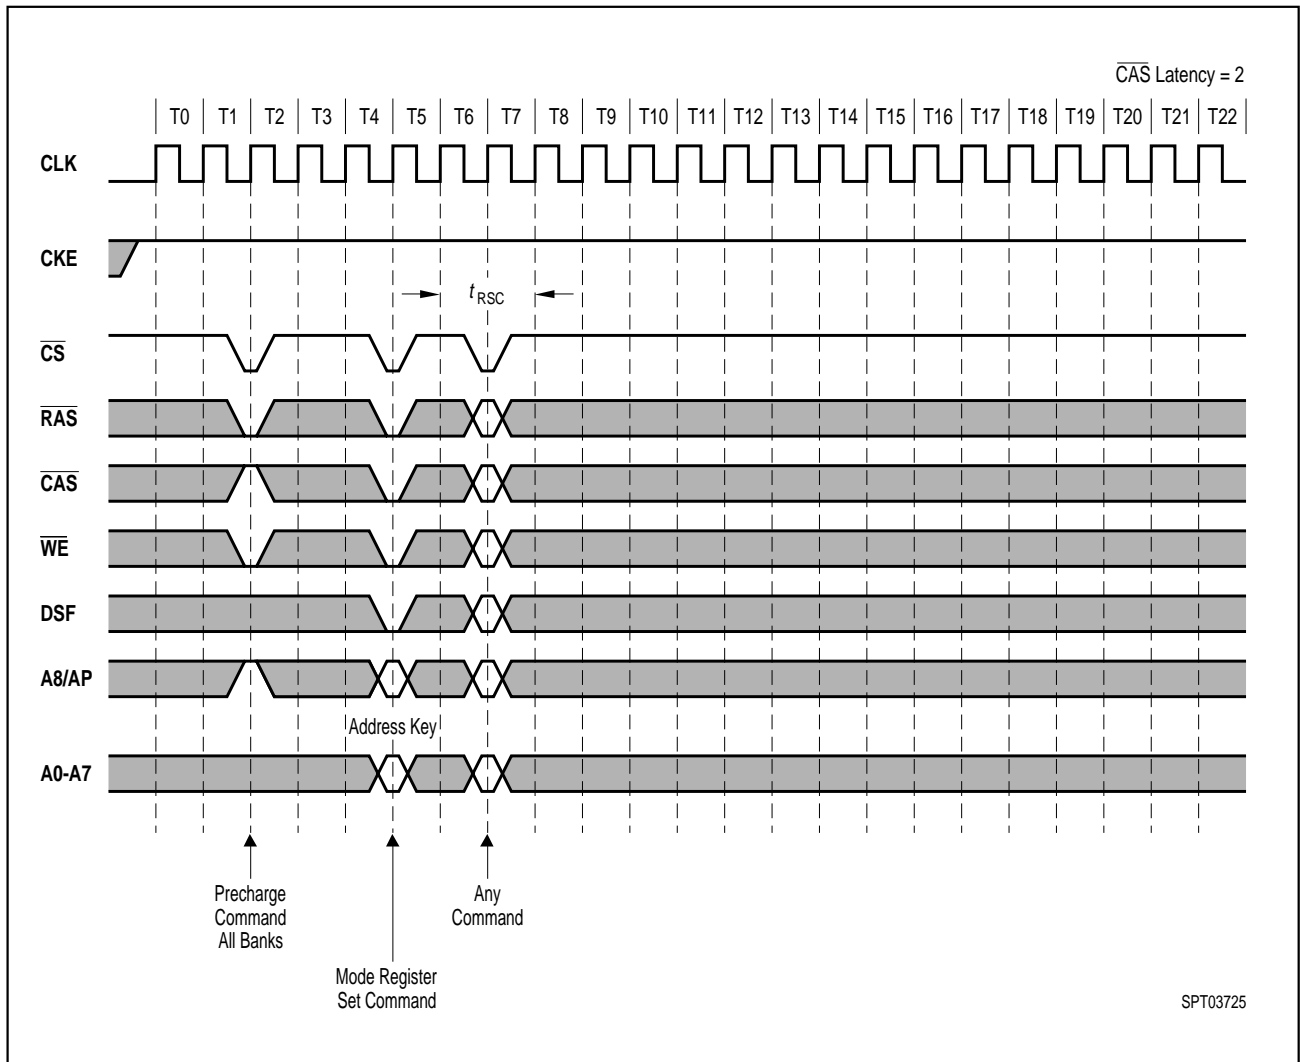 CAS Latency = 2
T0 T1 T2 T3 T4 T5 T6 T7 T8 T9 T10 T11 T12 T13 T14 T15 T16 T17 T18 T19 T20 T21 T22
CLK
CKE
tRSC
CS
RAS
CAS
WE
DSF
A8/AP
Address Key
A0-A7
Precharge
Command
All Banks
Any
Command
Mode Register
Set Command
SPT03725